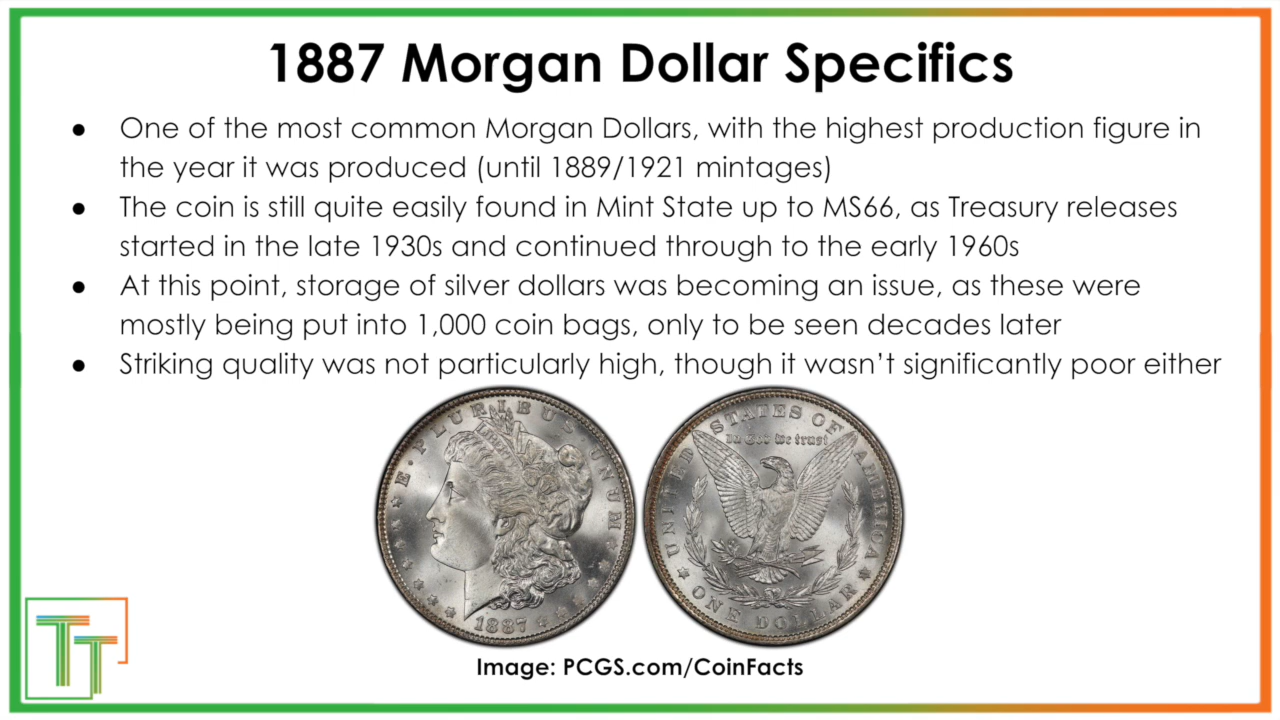 1887 Morgan Dollar Specifics
● One of the most common Morgan Dollars, with the highest production figure in
the year it was produced (until 1889/1921 mintages)
● The coin is still quite easily found in Mint State up to MS66, as Treasury releases
started in the late 1930s and continued through to the early 1960s
● At this point, storage of silver dollars was becoming an issue, as these were
mostly being put into 1,000 coin bags, only to be seen decades later
● Striking quality was not particularly high, though it wasn't significantly poor either
E · PLURIBUS UNUM
1887
UNITED STATES OF AMERICA
In God We trust
ONE DOLLAR
TT
Image: PCGS.com/CoinFacts